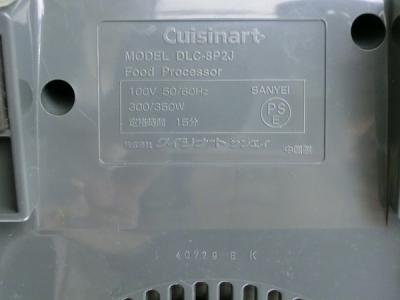 Cuisinart
MODEL DLC-8P2J
Food Processor
100V 50/60Hz
300/350W
定格時間 15分
SANYEI
PS
E
株式会社 クイジナートサンエイ
中国製
40729 E K